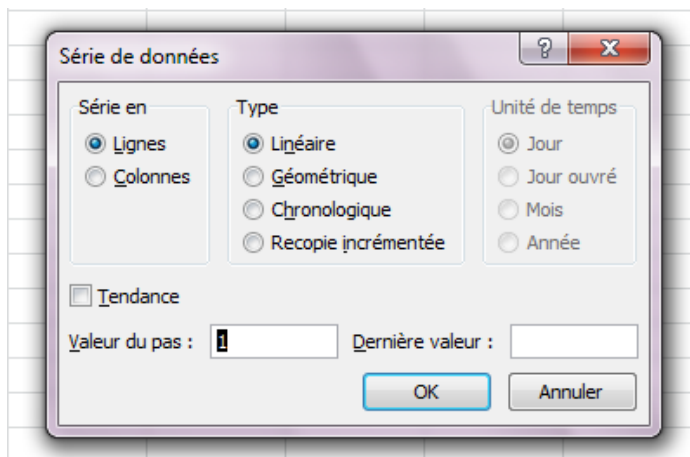 Série de données
Série en
Lignes
Colonnes
Type
Linéaire
Géométrique
Chronologique
Recopie incrémentée
Unité de temps
Jour
Jour ouvré
Mois
Année
Tendance
Valeur du pas : 1
Dernière valeur :
OK
Annuler